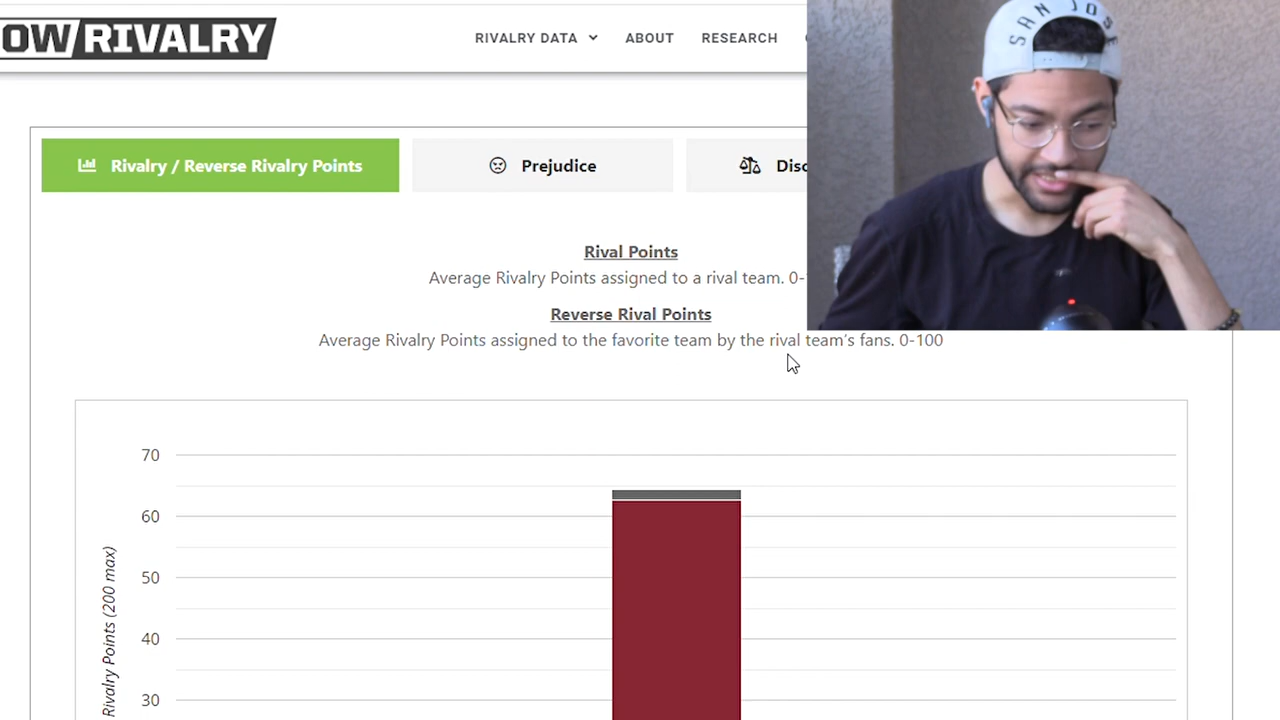 OW RIVALRY
RIVALRY DATA
ABOUT
RESEARCH
SAN JOSE
Rivalry / Reverse Rivalry Points
Prejudice
Rival Points
Average Rivalry Points assigned to a rival team. 0-
Reverse Rival Points
Average Rivalry Points assigned to the favorite team by the rival team's fans. 0-100
70
60
50
40
30
Rivalry Points (200 max)